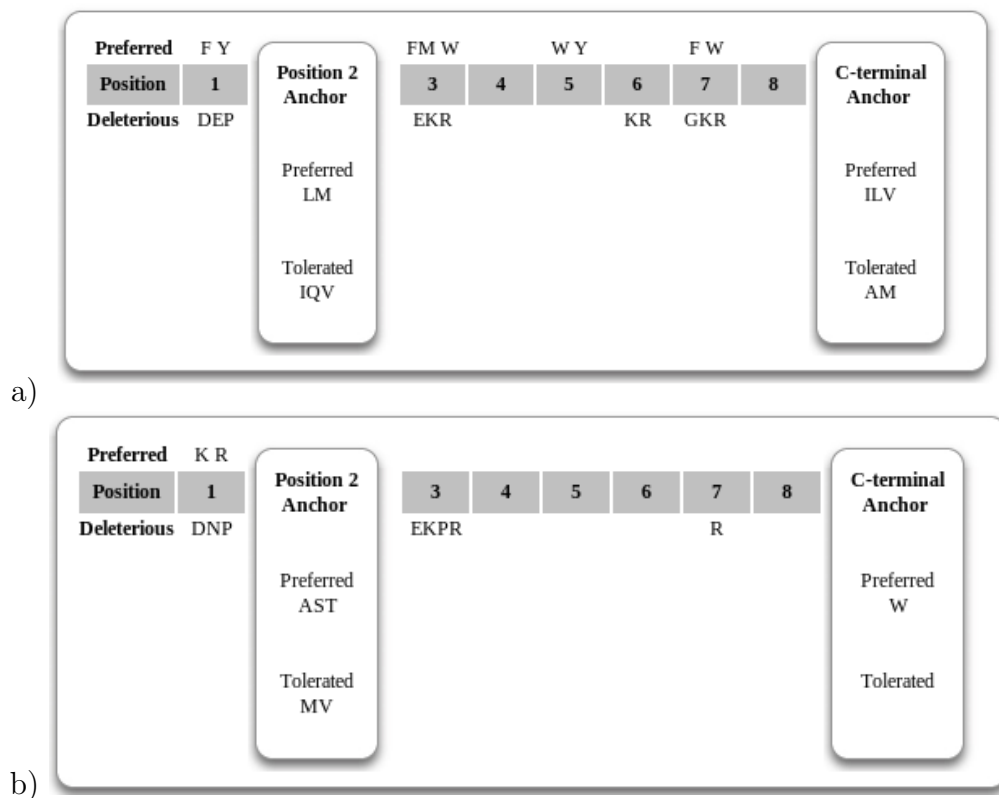 Preferred F Y FM W W Y F W
Position 1 Position 2 Anchor 3 4 5 6 7 8 C-terminal Anchor
Deleterious DEP EKR KR GKR
Preferred Preferred
LM ILV
Tolerated Tolerated
IQV AM
a)
Preferred K R
Position 1 Position 2 Anchor 3 4 5 6 7 8 C-terminal Anchor
Deleterious DNP EKPR R
Preferred Preferred
AST W
Tolerated Tolerated
MV
b)